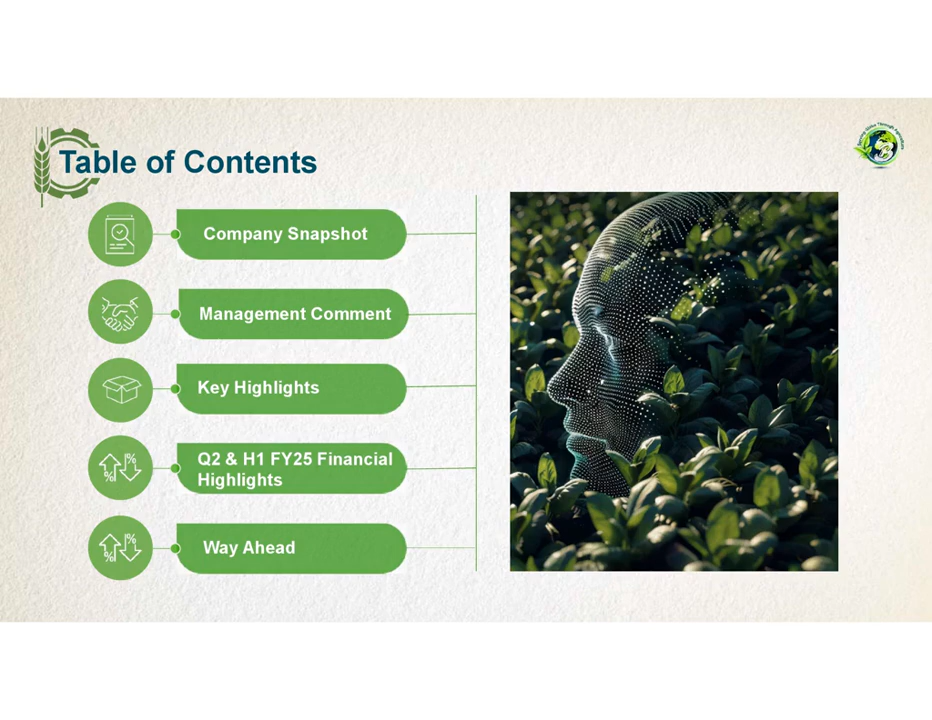 Table of Contents
Company Snapshot
Management Comment
Key Highlights
Q2 & H1 FY25 Financial
Highlights
Way Ahead
%
%
%
%